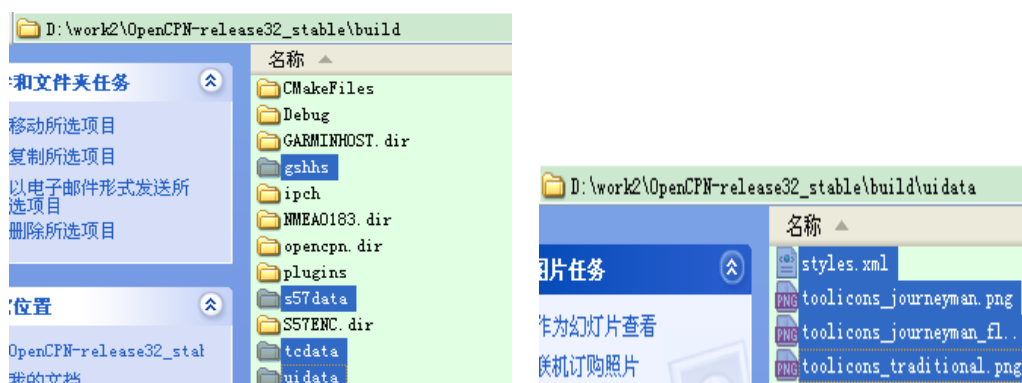 D:\work2\OpenCPN-release32_stable\build
名称
和文件夹任务
移动所选项目
复制所选项目
以电子邮件形式发送所
选项目
删除所选项目
位置
OpenCPN-release32_stal
我的文档
CMakeFiles
Debug
GARMINHOST.dir
gshhs
ipch
NMEA0183.dir
opencpn.dir
plugins
s57data
S57ENC.dir
tcdata
uidata
D:\work2\OpenCPN-release32_stable\build\uidata
名称
图片任务
作为幻灯片查看
联机订购照片
styles.xml
toolicons_journeyman.png
toolicons_journeyman_fl...
toolicons_traditional.png
PNG
PNG
PNG